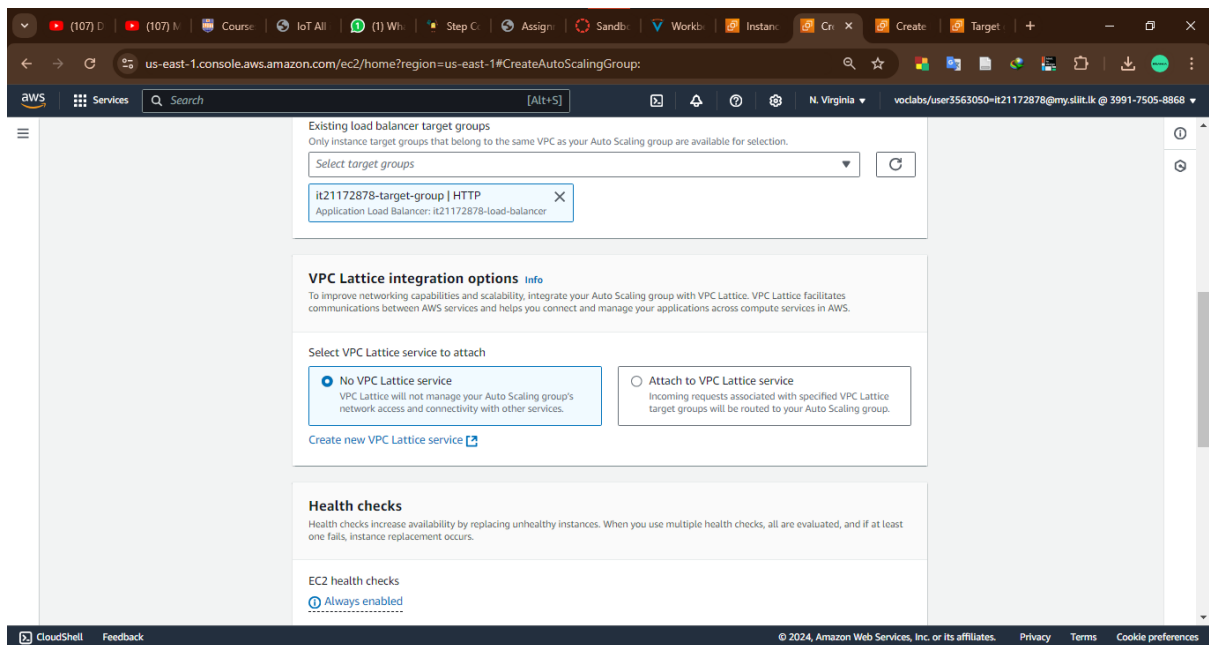 (107) D
(107) M
Course
IoT All
(1) Wh
Step Co
Assign
Sandbo
Workb
Instanc
Cre
Create
Target
us-east-1.console.aws.amazon.com/ec2/home?region=us-east-1#CreateAutoScalingGroup:
aws
Services
Search
[Alt+S]
N. Virginia
voclabs/user3563050=it21172878@my.sliit.lk @ 3991-7505-8868
Existing load balancer target groups
Only instance target groups that belong to the same VPC as your Auto Scaling group are available for selection.
Select target groups
it21172878-target-group | HTTP
Application Load Balancer: it21172878-load-balancer
VPC Lattice integration options Info
To improve networking capabilities and scalability, integrate your Auto Scaling group with VPC Lattice. VPC Lattice facilitates
communications between AWS services and helps you connect and manage your applications across compute services in AWS.
Select VPC Lattice service to attach
No VPC Lattice service
VPC Lattice will not manage your Auto Scaling group's
network access and connectivity with other services.
Attach to VPC Lattice service
Incoming requests associated with specified VPC Lattice
target groups will be routed to your Auto Scaling group.
Create new VPC Lattice service
Health checks
Health checks increase availability by replacing unhealthy instances. When you use multiple health checks, all are evaluated, and if at least
one fails, instance replacement occurs.
EC2 health checks
Always enabled
CloudShell
Feedback
© 2024, Amazon Web Services, Inc. or its affiliates.
Privacy
Terms
Cookie preferences